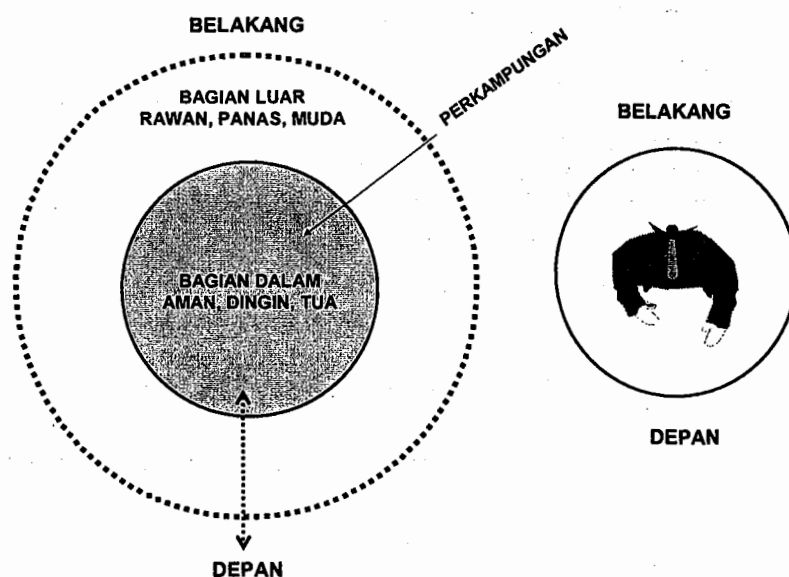 BELAKANG
BAGIAN LUAR
RAWAN, PANAS, MUDA
PERKAMPUNGAN
BAGIAN DALAM
AMAN, DINGIN, TUA
DEPAN
BELAKANG
DEPAN